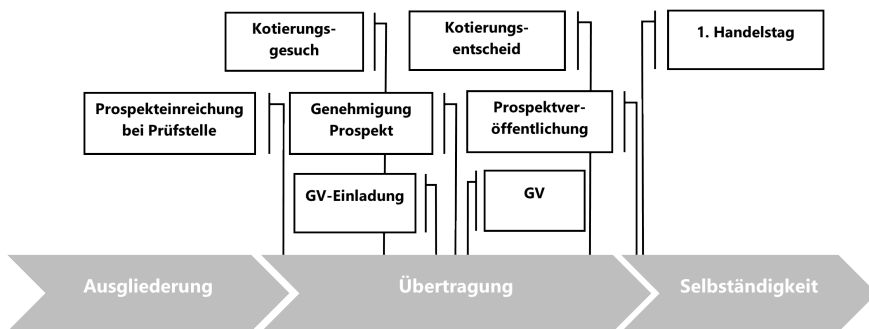 Kotierungs-
gesuch
Kotierungs-
entscheid
1. Handelstag
Prospekteinreichung
bei Prüfstelle
Genehmigung
Prospekt
Prospektver-
öffentlichung
GV-Einladung
GV
Ausgliederung
Übertragung
Selbständigkeit